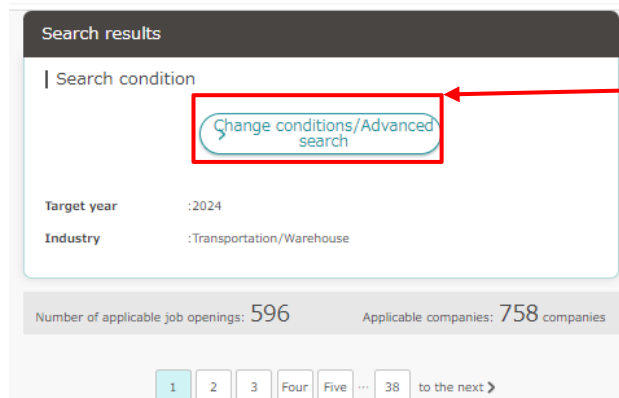 Search results
Search condition
Change conditions/Advanced
search
Target year :2024
Industry :Transportation/Warehouse
Number of applicable job openings: 596 Applicable companies: 758 companies
1 2 3 Four Five ... 38 to the next